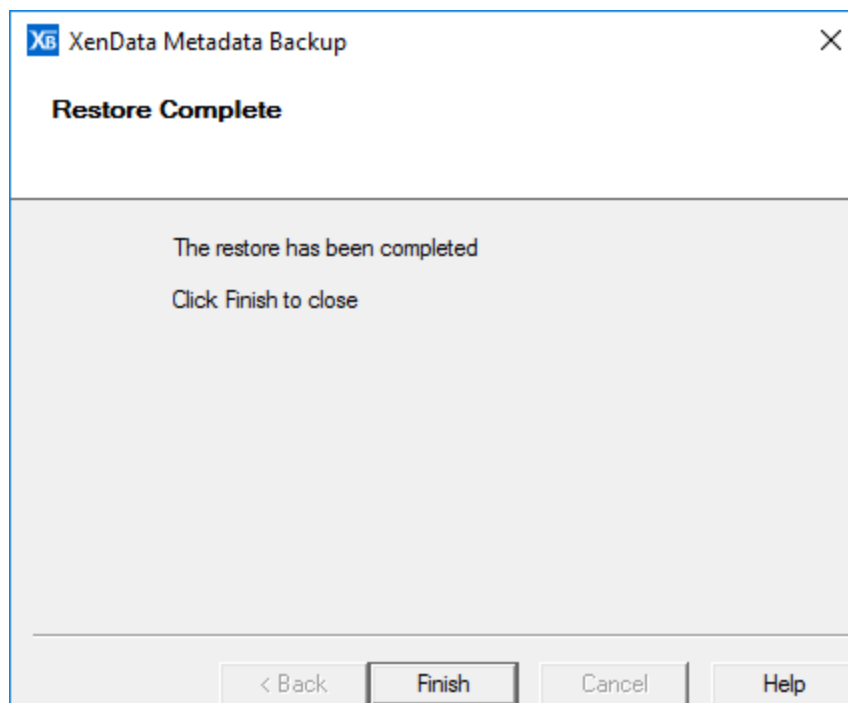 XB XenData Metadata Backup
Restore Complete
The restore has been completed
Click Finish to close
< Back Finish Cancel Help